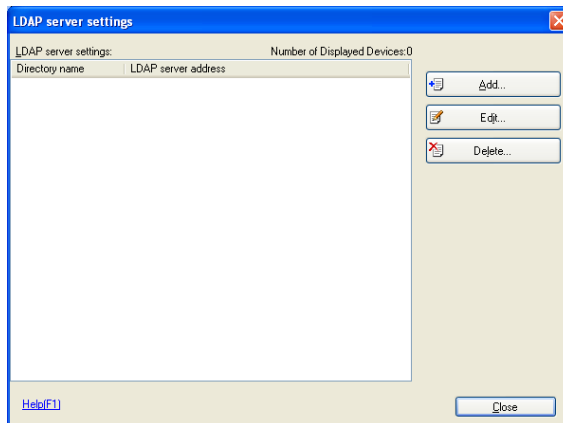 LDAP server settings
LDAP server settings: Number of Displayed Devices:0
Directory name LDAP server address
Add...
Edit...
Delete...
Help(F1)
Close